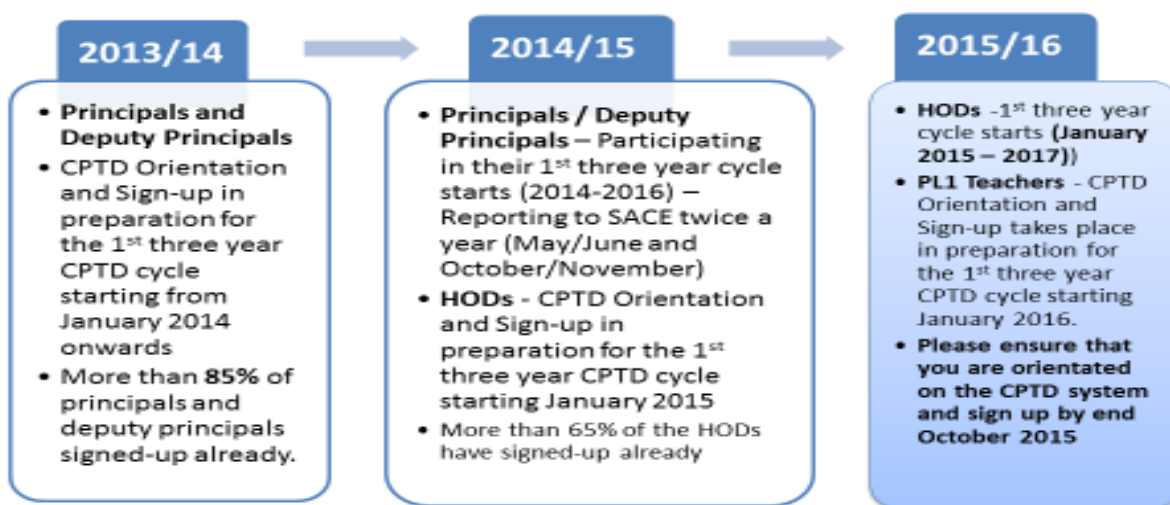 2013/14
• Principals and
Deputy Principals
• CPTD Orientation
and Sign-up in
preparation for
the 1st three year
CPTD cycle
starting from
January 2014
onwards
• More than 85% of
principals and
deputy principals
signed-up already.
2014/15
• Principals / Deputy
Principals – Participating
in their 1st three year cycle
starts (2014-2016) –
Reporting to SACE twice a
year (May/June and
October/November)
• HODs - CPTD Orientation
and Sign-up in
preparation for the 1st
three year CPTD cycle
starting January 2015
• More than 65% of the HODs
have signed-up already
2015/16
• HODs -1st three year
cycle starts (January
2015 – 2017))
• PL1 Teachers - CPTD
Orientation and
Sign-up takes place
in preparation for
the 1st three year
CPTD cycle starting
January 2016.
• Please ensure that
you are orientated
on the CPTD system
and sign up by end
October 2015